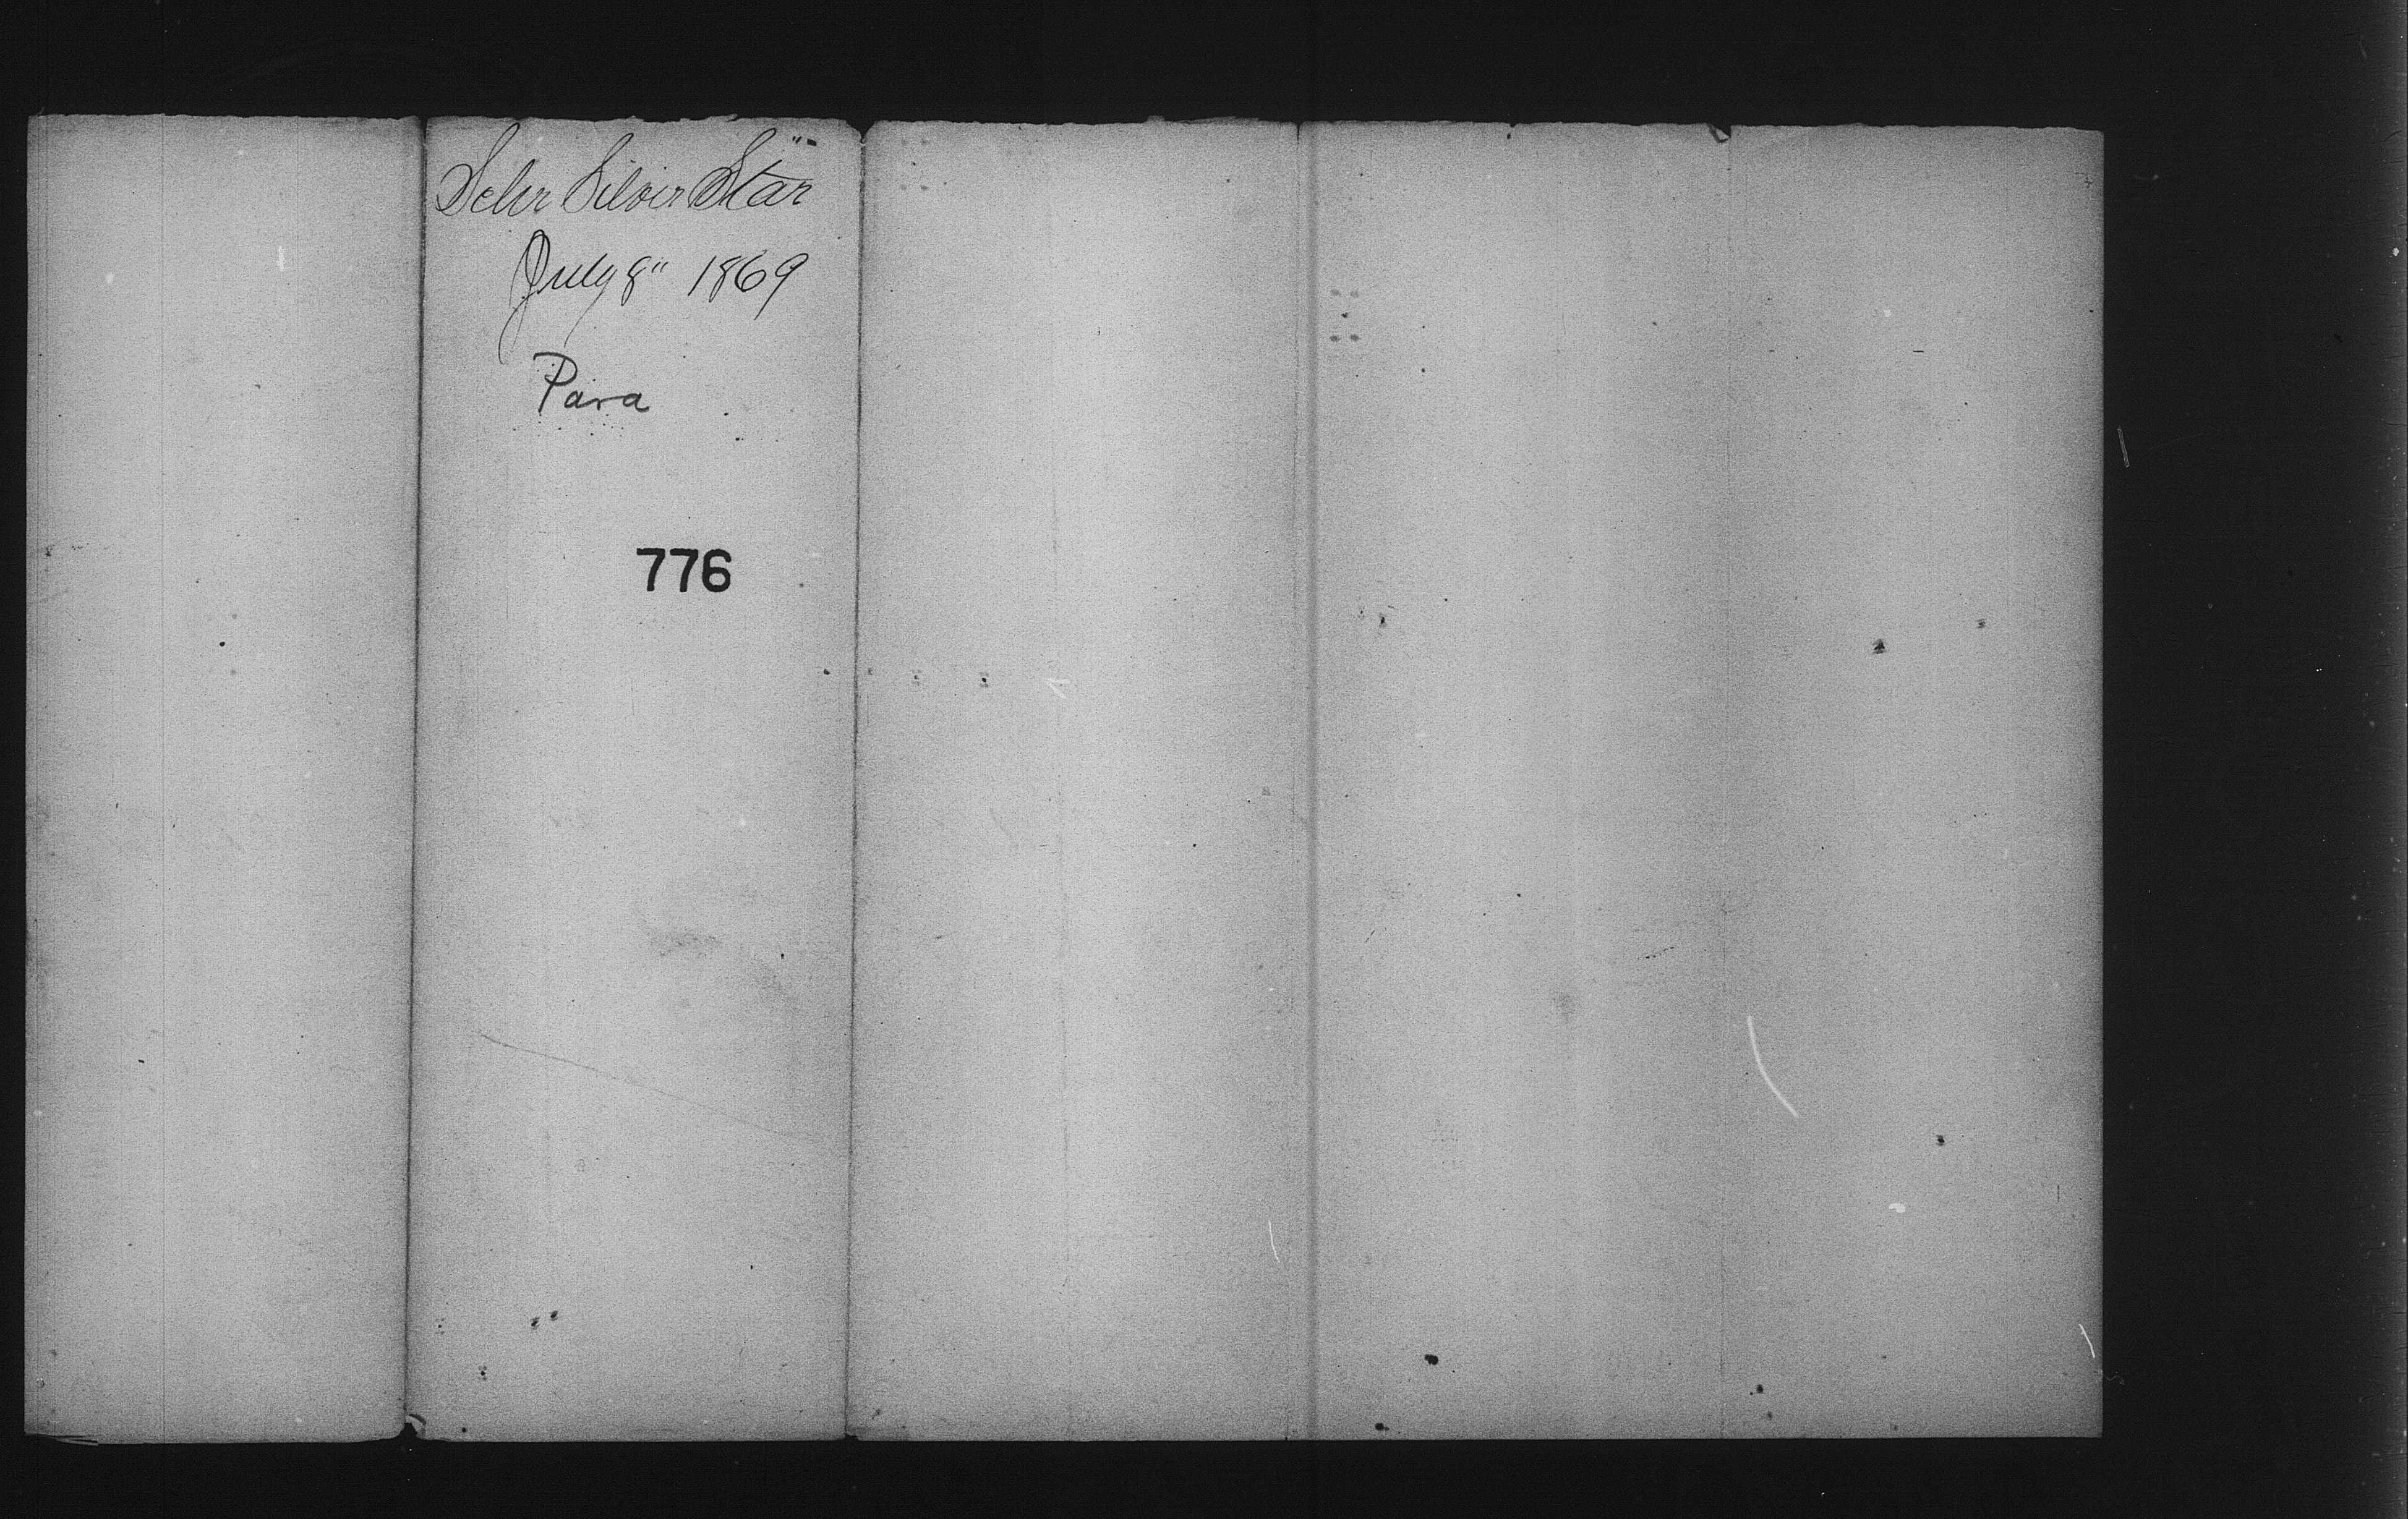 Schr Silver Star"
July 8" 1869
Para
776